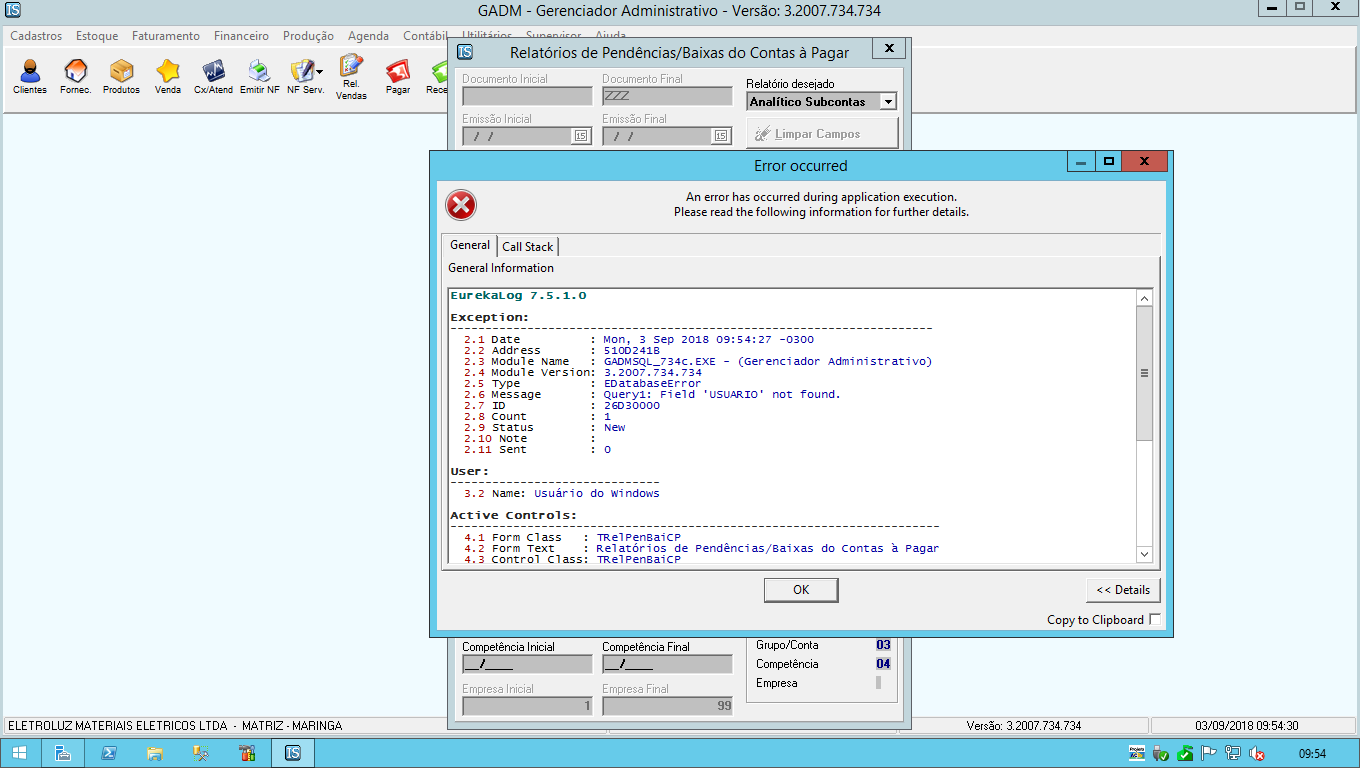 GADM - Gerenciador Administrativo - Versão: 3.2007.734.734
Cadastros Estoque Faturamento Financeiro Produção Agenda Contábil Utilitários Supervisor Ajuda
Clientes Fornec. Produtos Venda Cx/Atend Emitir NF NF Serv. Rel. Vendas Pagar Rece
Relatórios de Pendências/Baixas do Contas à Pagar
Documento Inicial Documento Final Relatório desejado
ZZZ Analítico Subcontas
Emissão Inicial Emissão Final
/ / 15 / / 15 Limpar Campos
Error occurred
An error has occurred during application execution.
Please read the following information for further details.
General Call Stack
General Information
EurekaLog 7.5.1.0
Exception:
---------------------------------------------------------------------
2.1 Date : Mon, 3 Sep 2018 09:54:27 -0300
2.2 Address : 510D241B
2.3 Module Name : GADMSQL_734c.EXE - (Gerenciador Administrativo)
2.4 Module Version: 3.2007.734.734
2.5 Type : EDatabaseError
2.6 Message : Query1: Field 'USUARIO' not found.
2.7 ID : 26D30000
2.8 Count : 1
2.9 Status : New
2.10 Note :
2.11 Sent : 0
User:
------------------------------
3.2 Name: Usuário do Windows
Active Controls:
----------------------------------------------------------------------
4.1 Form Class : TRelPenBaiCP
4.2 Form Text : Relatórios de Pendências/Baixas do Contas à Pagar
4.3 Control Class: TRelPenBaiCP
OK << Details
Copy to Clipboard
Competência Inicial Competência Final Grupo/Conta 03
__/____ __/____ Competência 04
Empresa Inicial Empresa Final Empresa
1 99
ELETROLUZ MATERIAIS ELETRICOS LTDA - MATRIZ - MARINGA Versão: 3.2007.734.734 03/09/2018 09:54:30
09:54